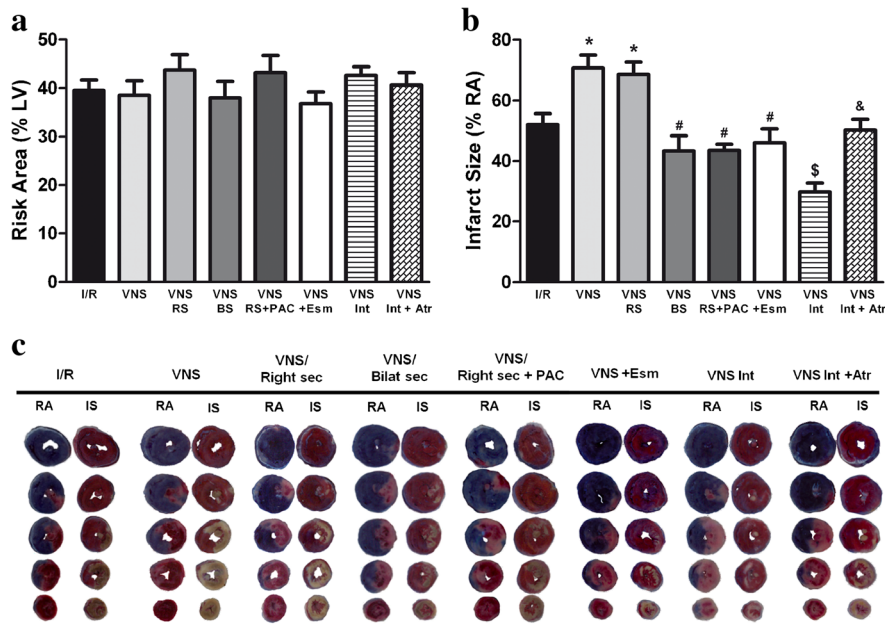 a
Risk Area (% LV)
50
40
30
20
10
0
I/R
VNS
VNS
RS
VNS
BS
VNS
RS+PAC
VNS
+Esm
VNS
Int
VNS
Int + Atr
b
Infarct Size (% RA)
80
60
40
20
0
*
*
#
#
#
$
&
I/R
VNS
VNS
RS
VNS
BS
VNS
RS+PAC
VNS
+Esm
VNS
Int
VNS
Int + Atr
c
I/R
VNS
VNS/
Right sec
VNS/
Bilat sec
VNS/
Right sec + PAC
VNS +Esm
VNS Int
VNS Int +Atr
RA IS RA IS RA IS RA IS RA IS RA IS RA IS RA IS